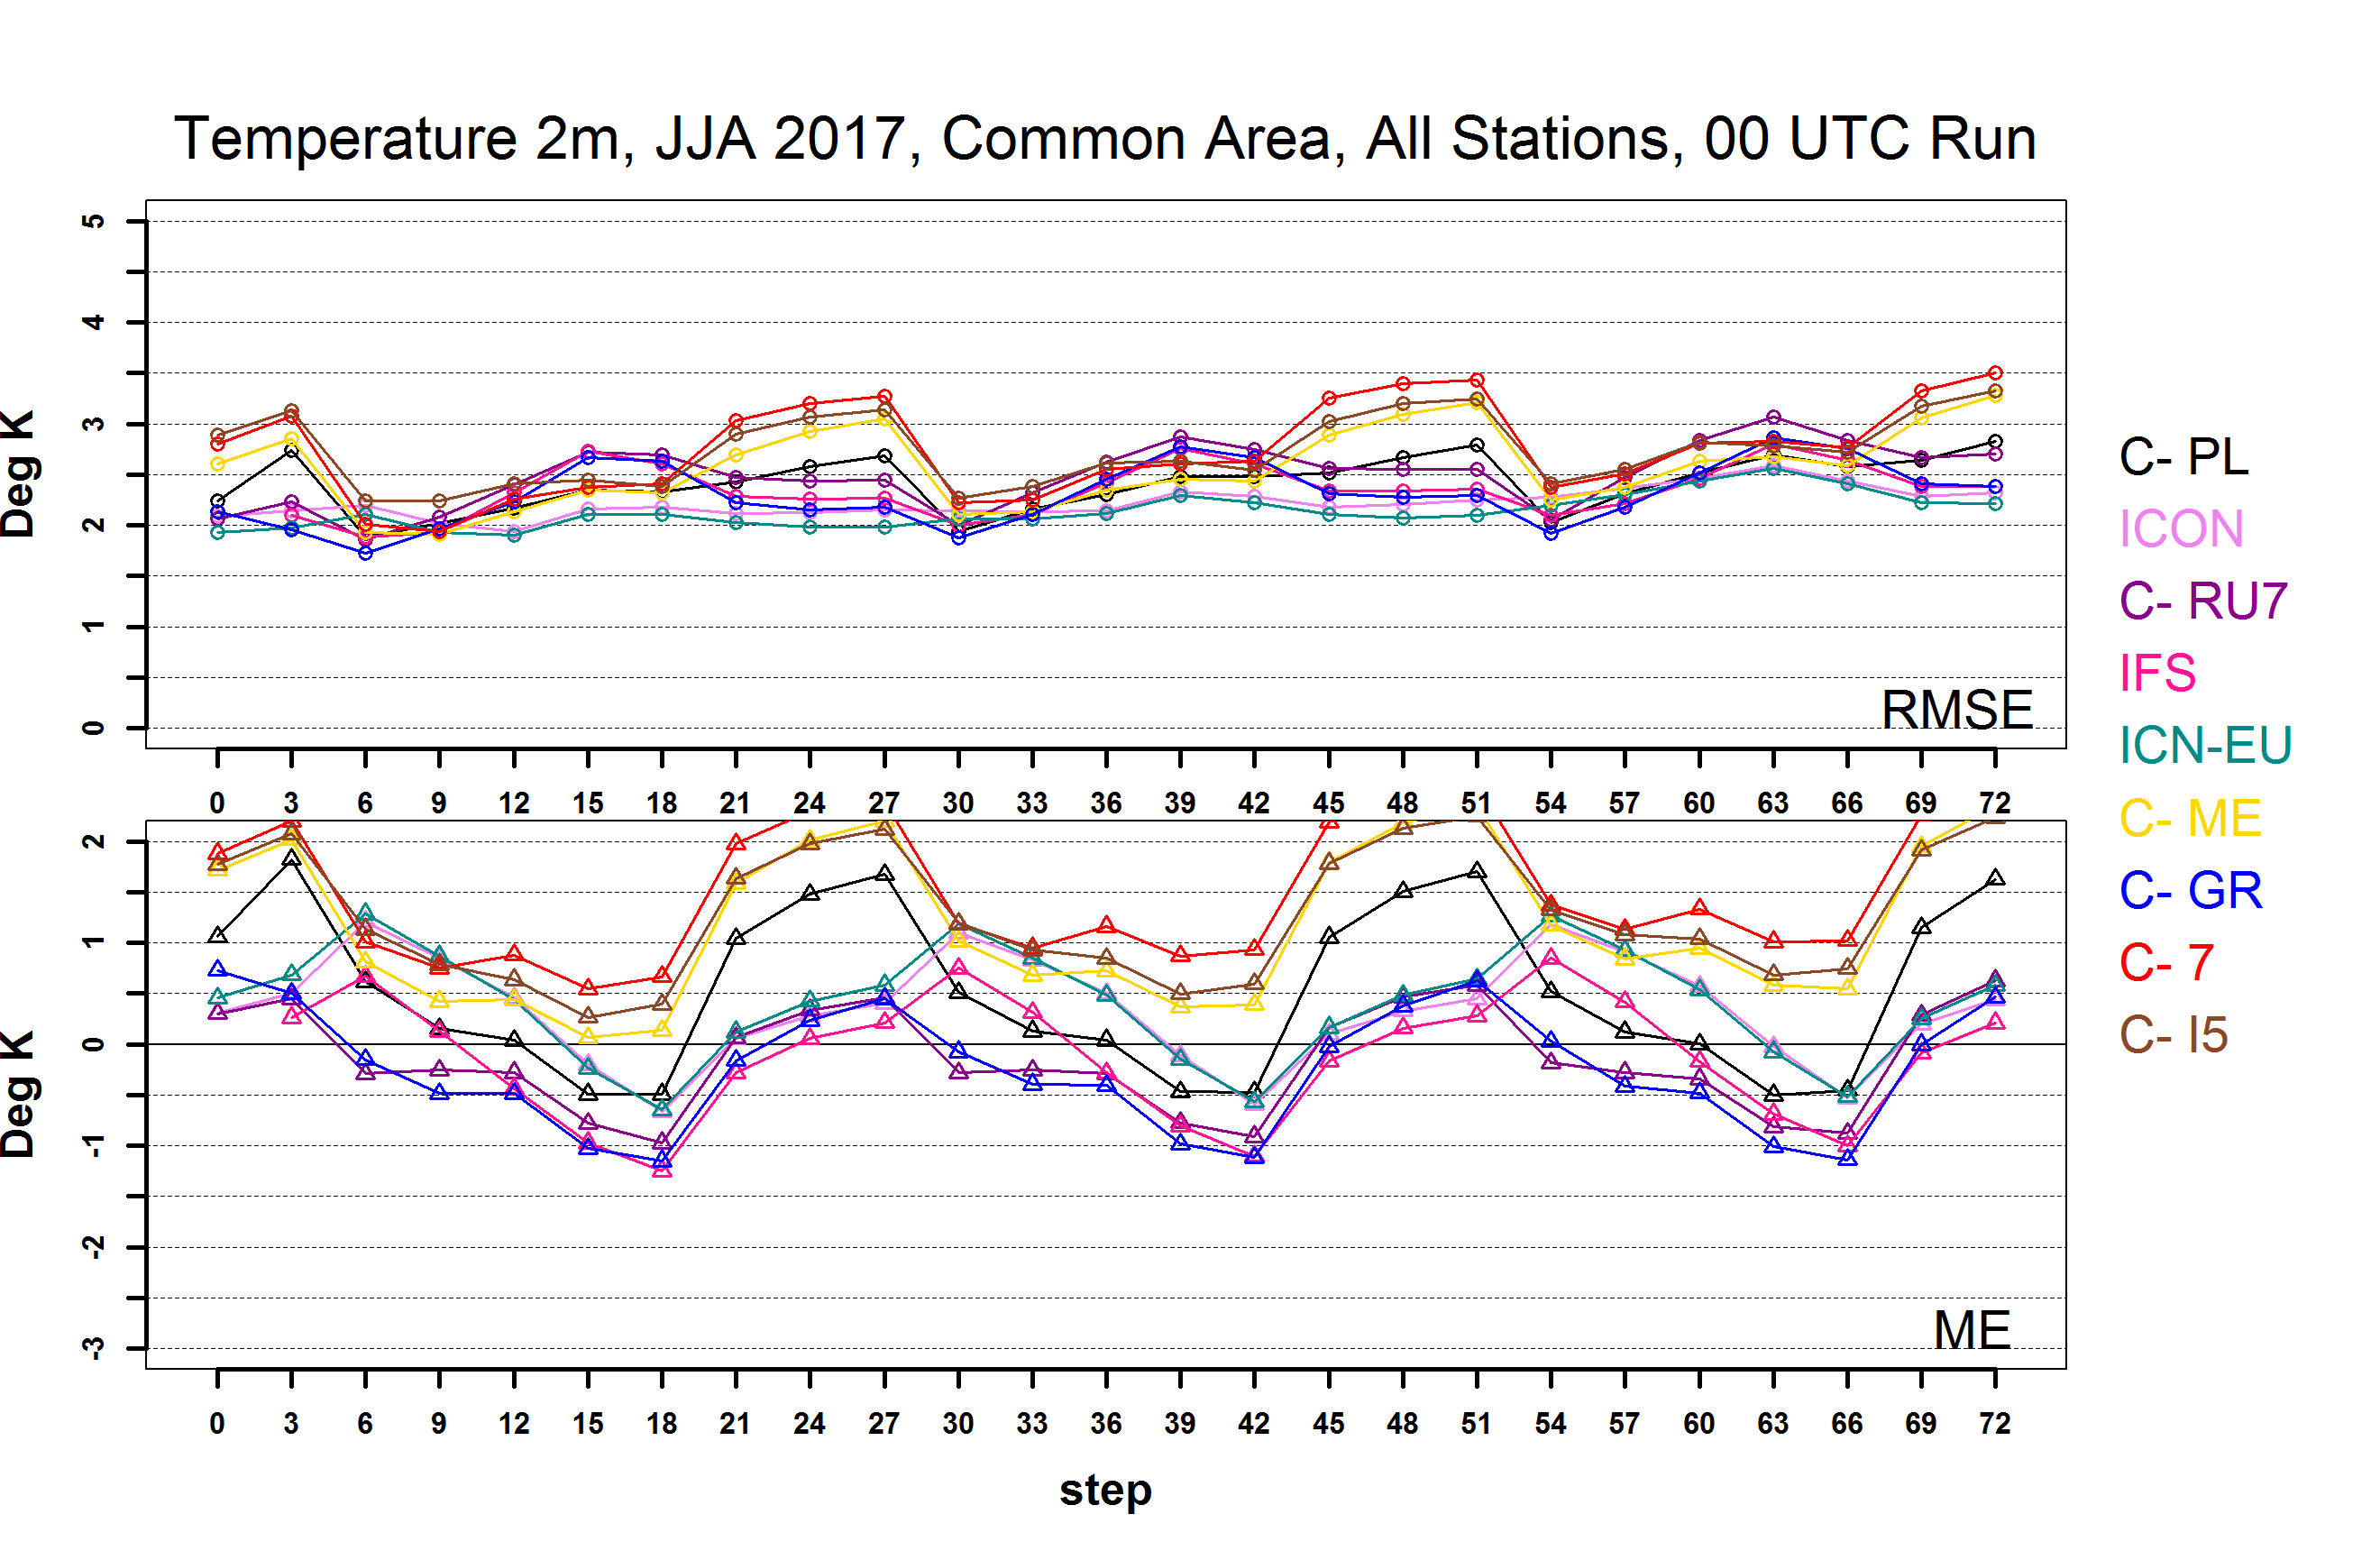 Temperature 2m, JJA 2017, Common Area, All Stations, 00 UTC Run
Deg K
5
4
3
2
1
0
RMSE
0 3 6 9 12 15 18 21 24 27 30 33 36 39 42 45 48 51 54 57 60 63 66 69 72
Deg K
2
1
0
-1
-2
-3
ME
0 3 6 9 12 15 18 21 24 27 30 33 36 39 42 45 48 51 54 57 60 63 66 69 72
step
C- PL
ICON
C- RU7
IFS
ICN-EU
C- ME
C- GR
C- 7
C- I5